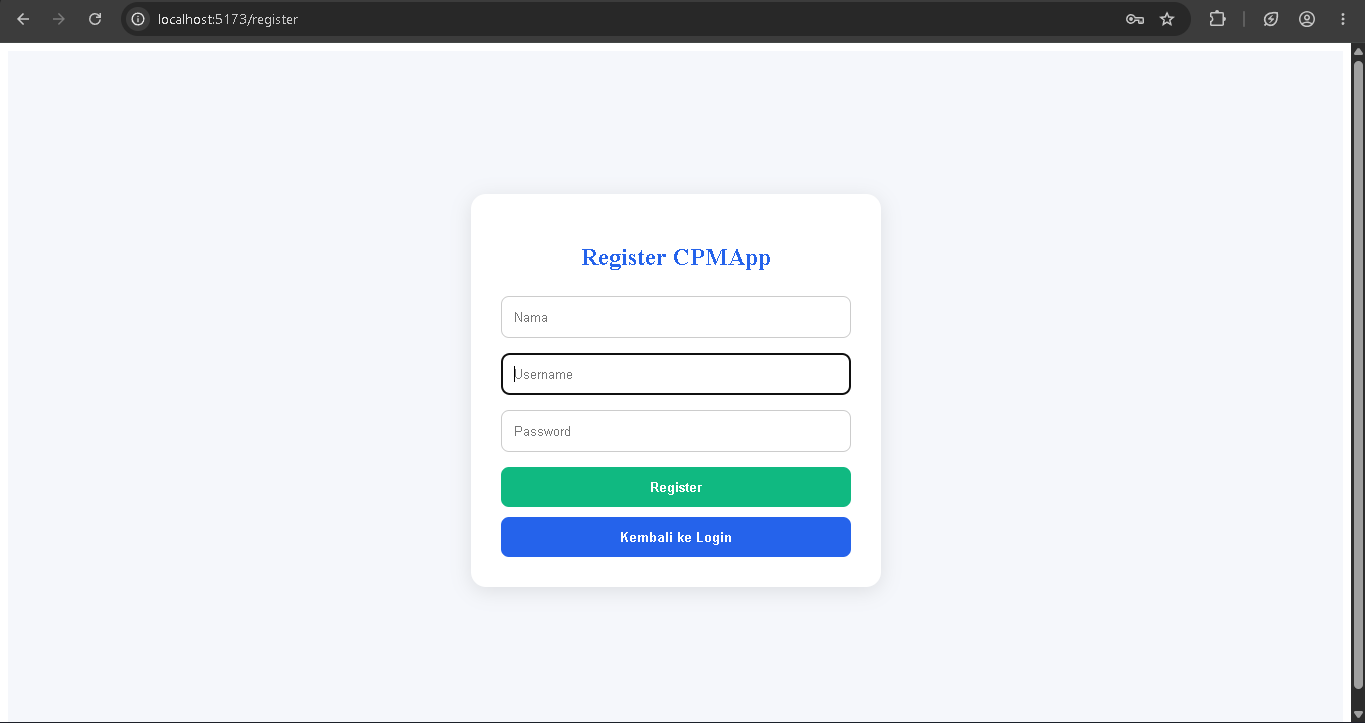 localhost:5173/register
Register CPMApp
Nama
Username
Password
Register
Kembali ke Login